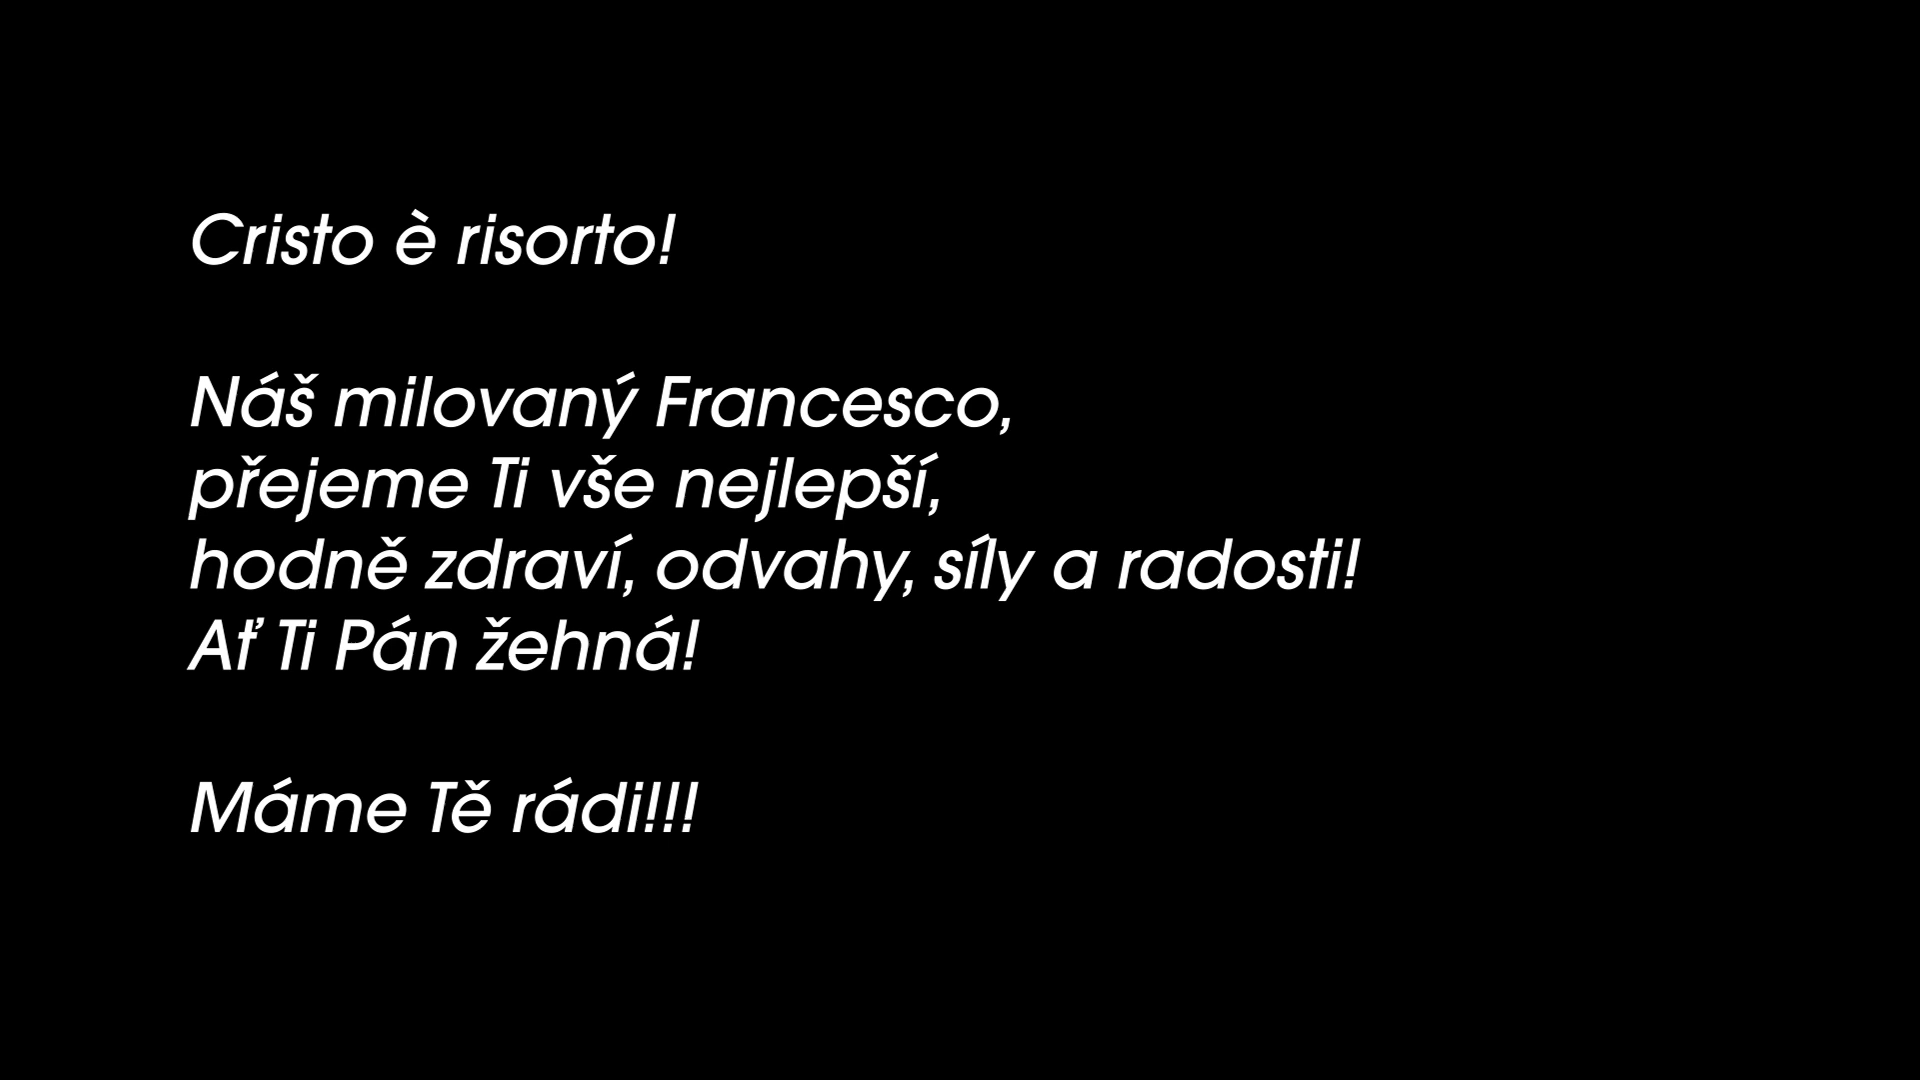 Cristo è risorto!
Náš milovaný Francesco,
přejeme Ti vše nejlepší,
hodně zdraví, odvahy, síly a radosti!
Ať Ti Pán žehná!
Máme Tě rádi!!!